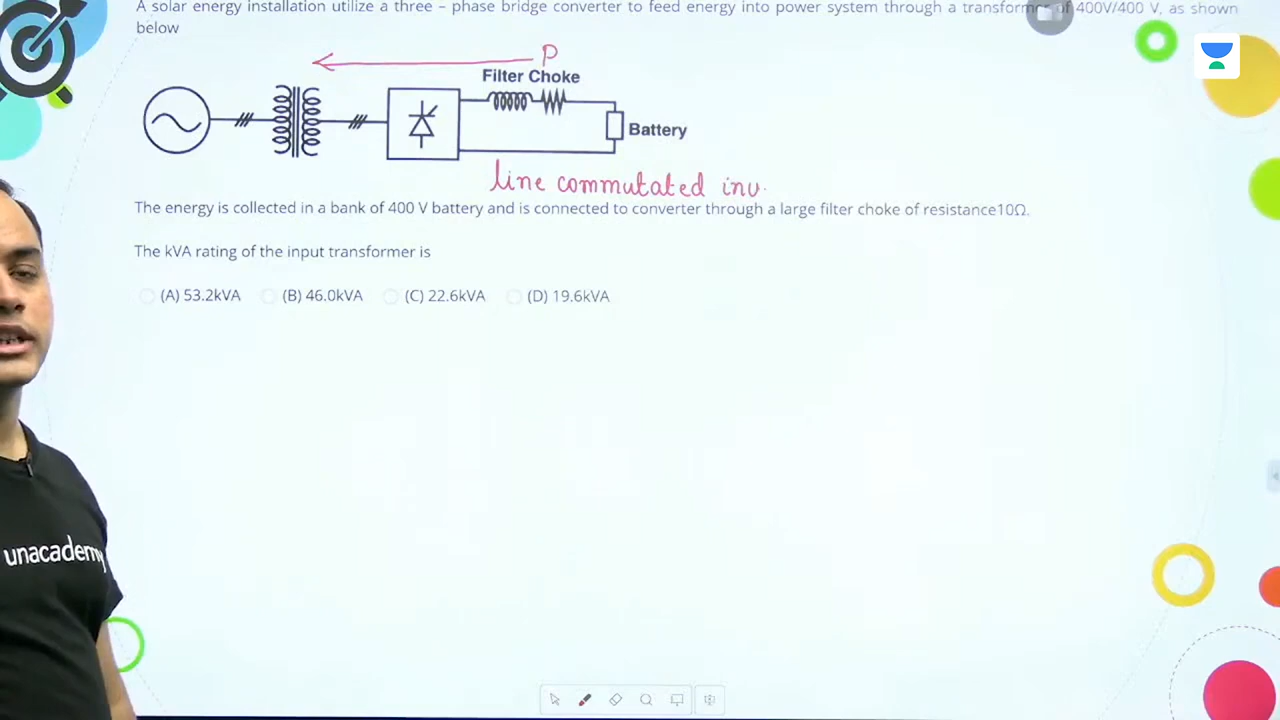 A solar energy installation utilize a three – phase bridge converter to feed energy into power system through a transformer of 400V/400 V, as shown
below
P
Filter Choke
Battery
line commutated inv.
The energy is collected in a bank of 400 V battery and is connected to converter through a large filter choke of resistance10Ω.
The kVA rating of the input transformer is
(A) 53.2kVA (B) 46.0kVA (C) 22.6kVA (D) 19.6kVA
unacademy